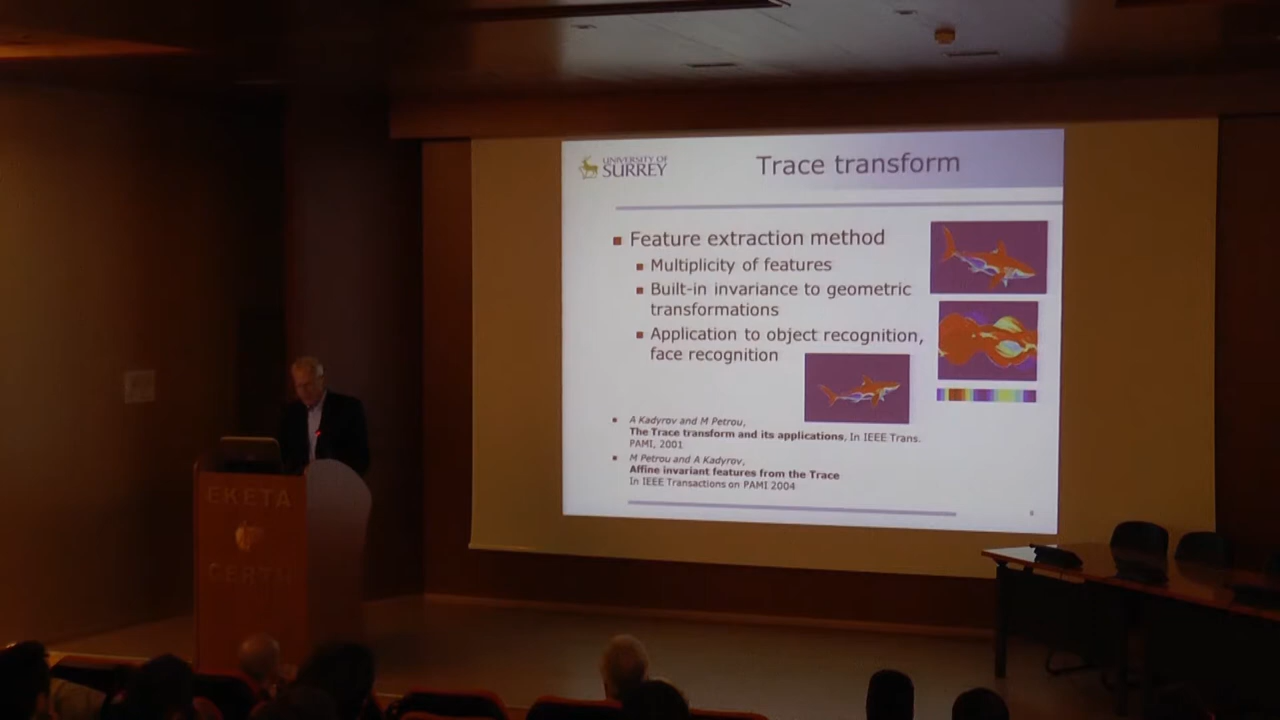 UNIVERSITY OF
SURREY
Trace transform
Feature extraction method
Multiplicity of features
Built-in invariance to geometric
transformations
Application to object recognition,
face recognition
A Kadyrov and M Petrou,
The Trace transform and its applications, In IEEE Trans.
PAMI, 2001
M Petrou and A Kadyrov,
Affine invariant features from the Trace
In IEEE Transactions on PAMI 2004
6
EKETA
CERTH